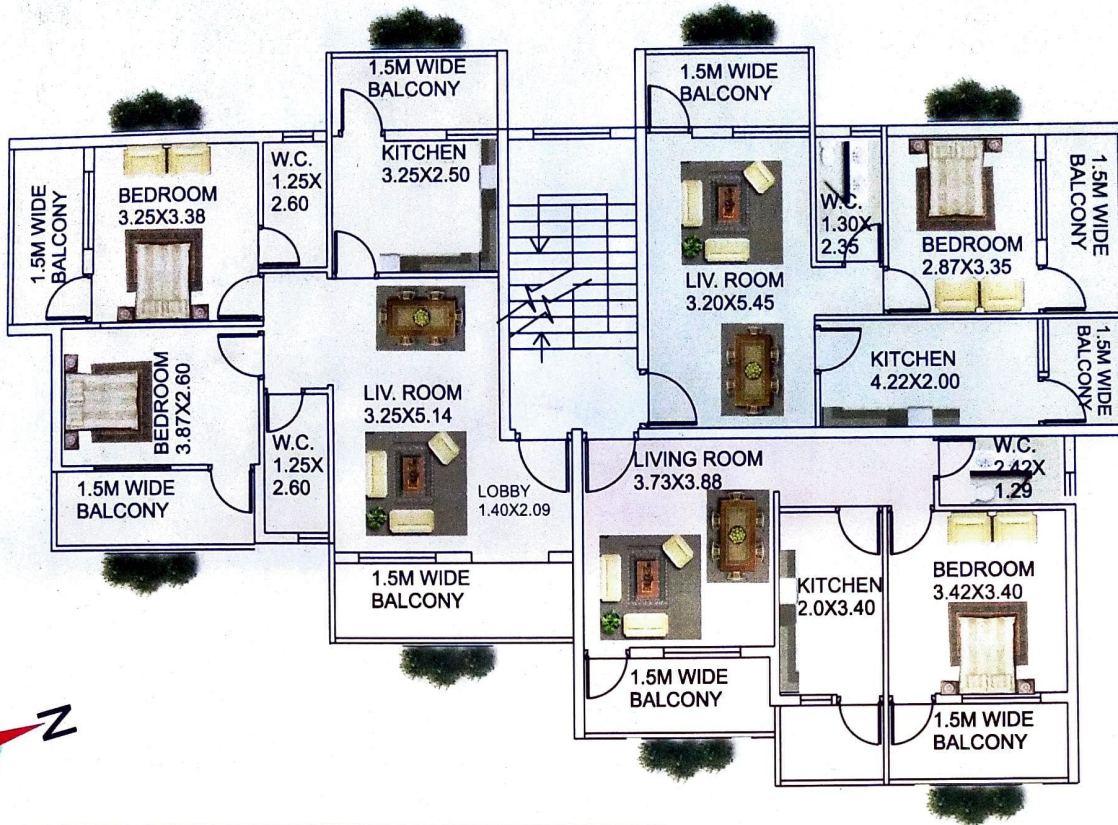 1.5M WIDE
BALCONY
1.5M WIDE
BALCONY
1.5M WIDE
BALCONY
BEDROOM
3.25X3.38
W.C.
1.25X
2.60
KITCHEN
3.25X2.50
W.C.
1.30X
2.35
BEDROOM
2.87X3.35
1.5M WIDE
BALCONY
LIV. ROOM
3.20X5.45
BEDROOM
3.87X2.60
LIV. ROOM
3.25X5.14
KITCHEN
4.22X2.00
1.5M WIDE
BALCONY
W.C.
1.25X
2.60
1.5M WIDE
BALCONY
LOBBY
1.40X2.09
LIVING ROOM
3.73X3.88
W.C.
2.42X
1.29
1.5M WIDE
BALCONY
KITCHEN
2.0X3.40
BEDROOM
3.42X3.40
1.5M WIDE
BALCONY
1.5M WIDE
BALCONY
N